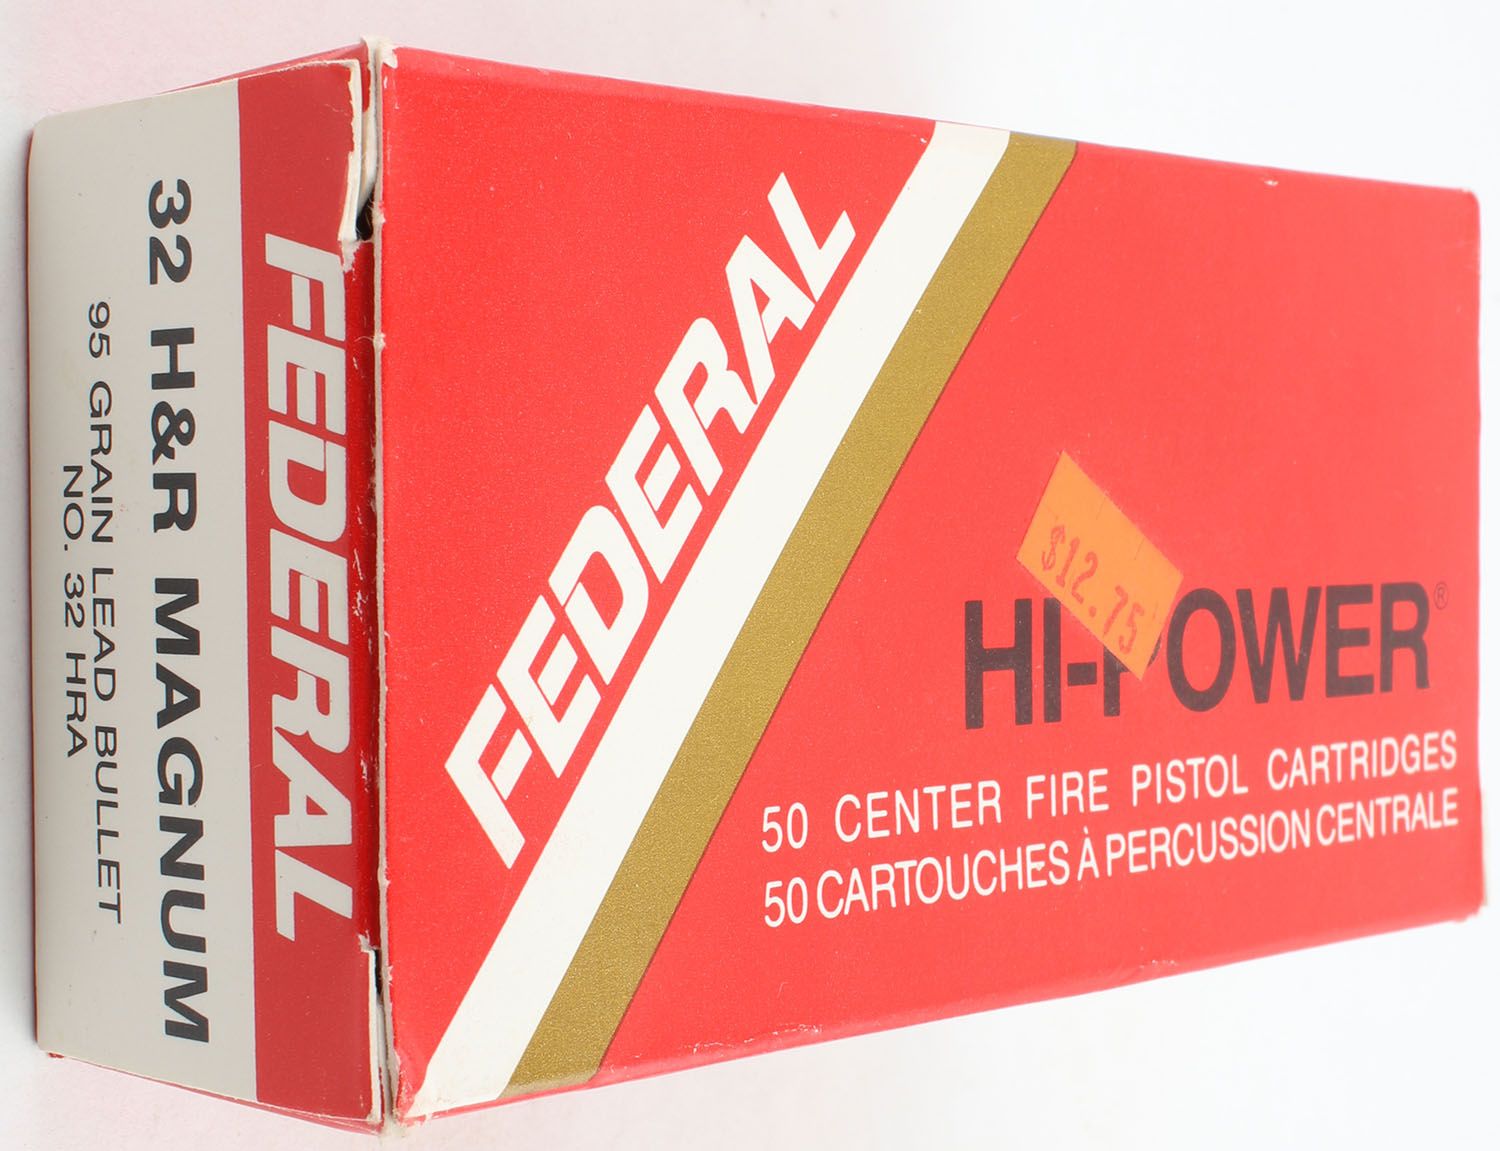 FEDERAL
32 H&R MAGNUM
95 GRAIN LEAD BULLET
NO. 32 HRA
FEDERAL
$12.75
HI-POWER®
50 CENTER FIRE PISTOL CARTRIDGES
50 CARTOUCHES À PERCUSSION CENTRALE